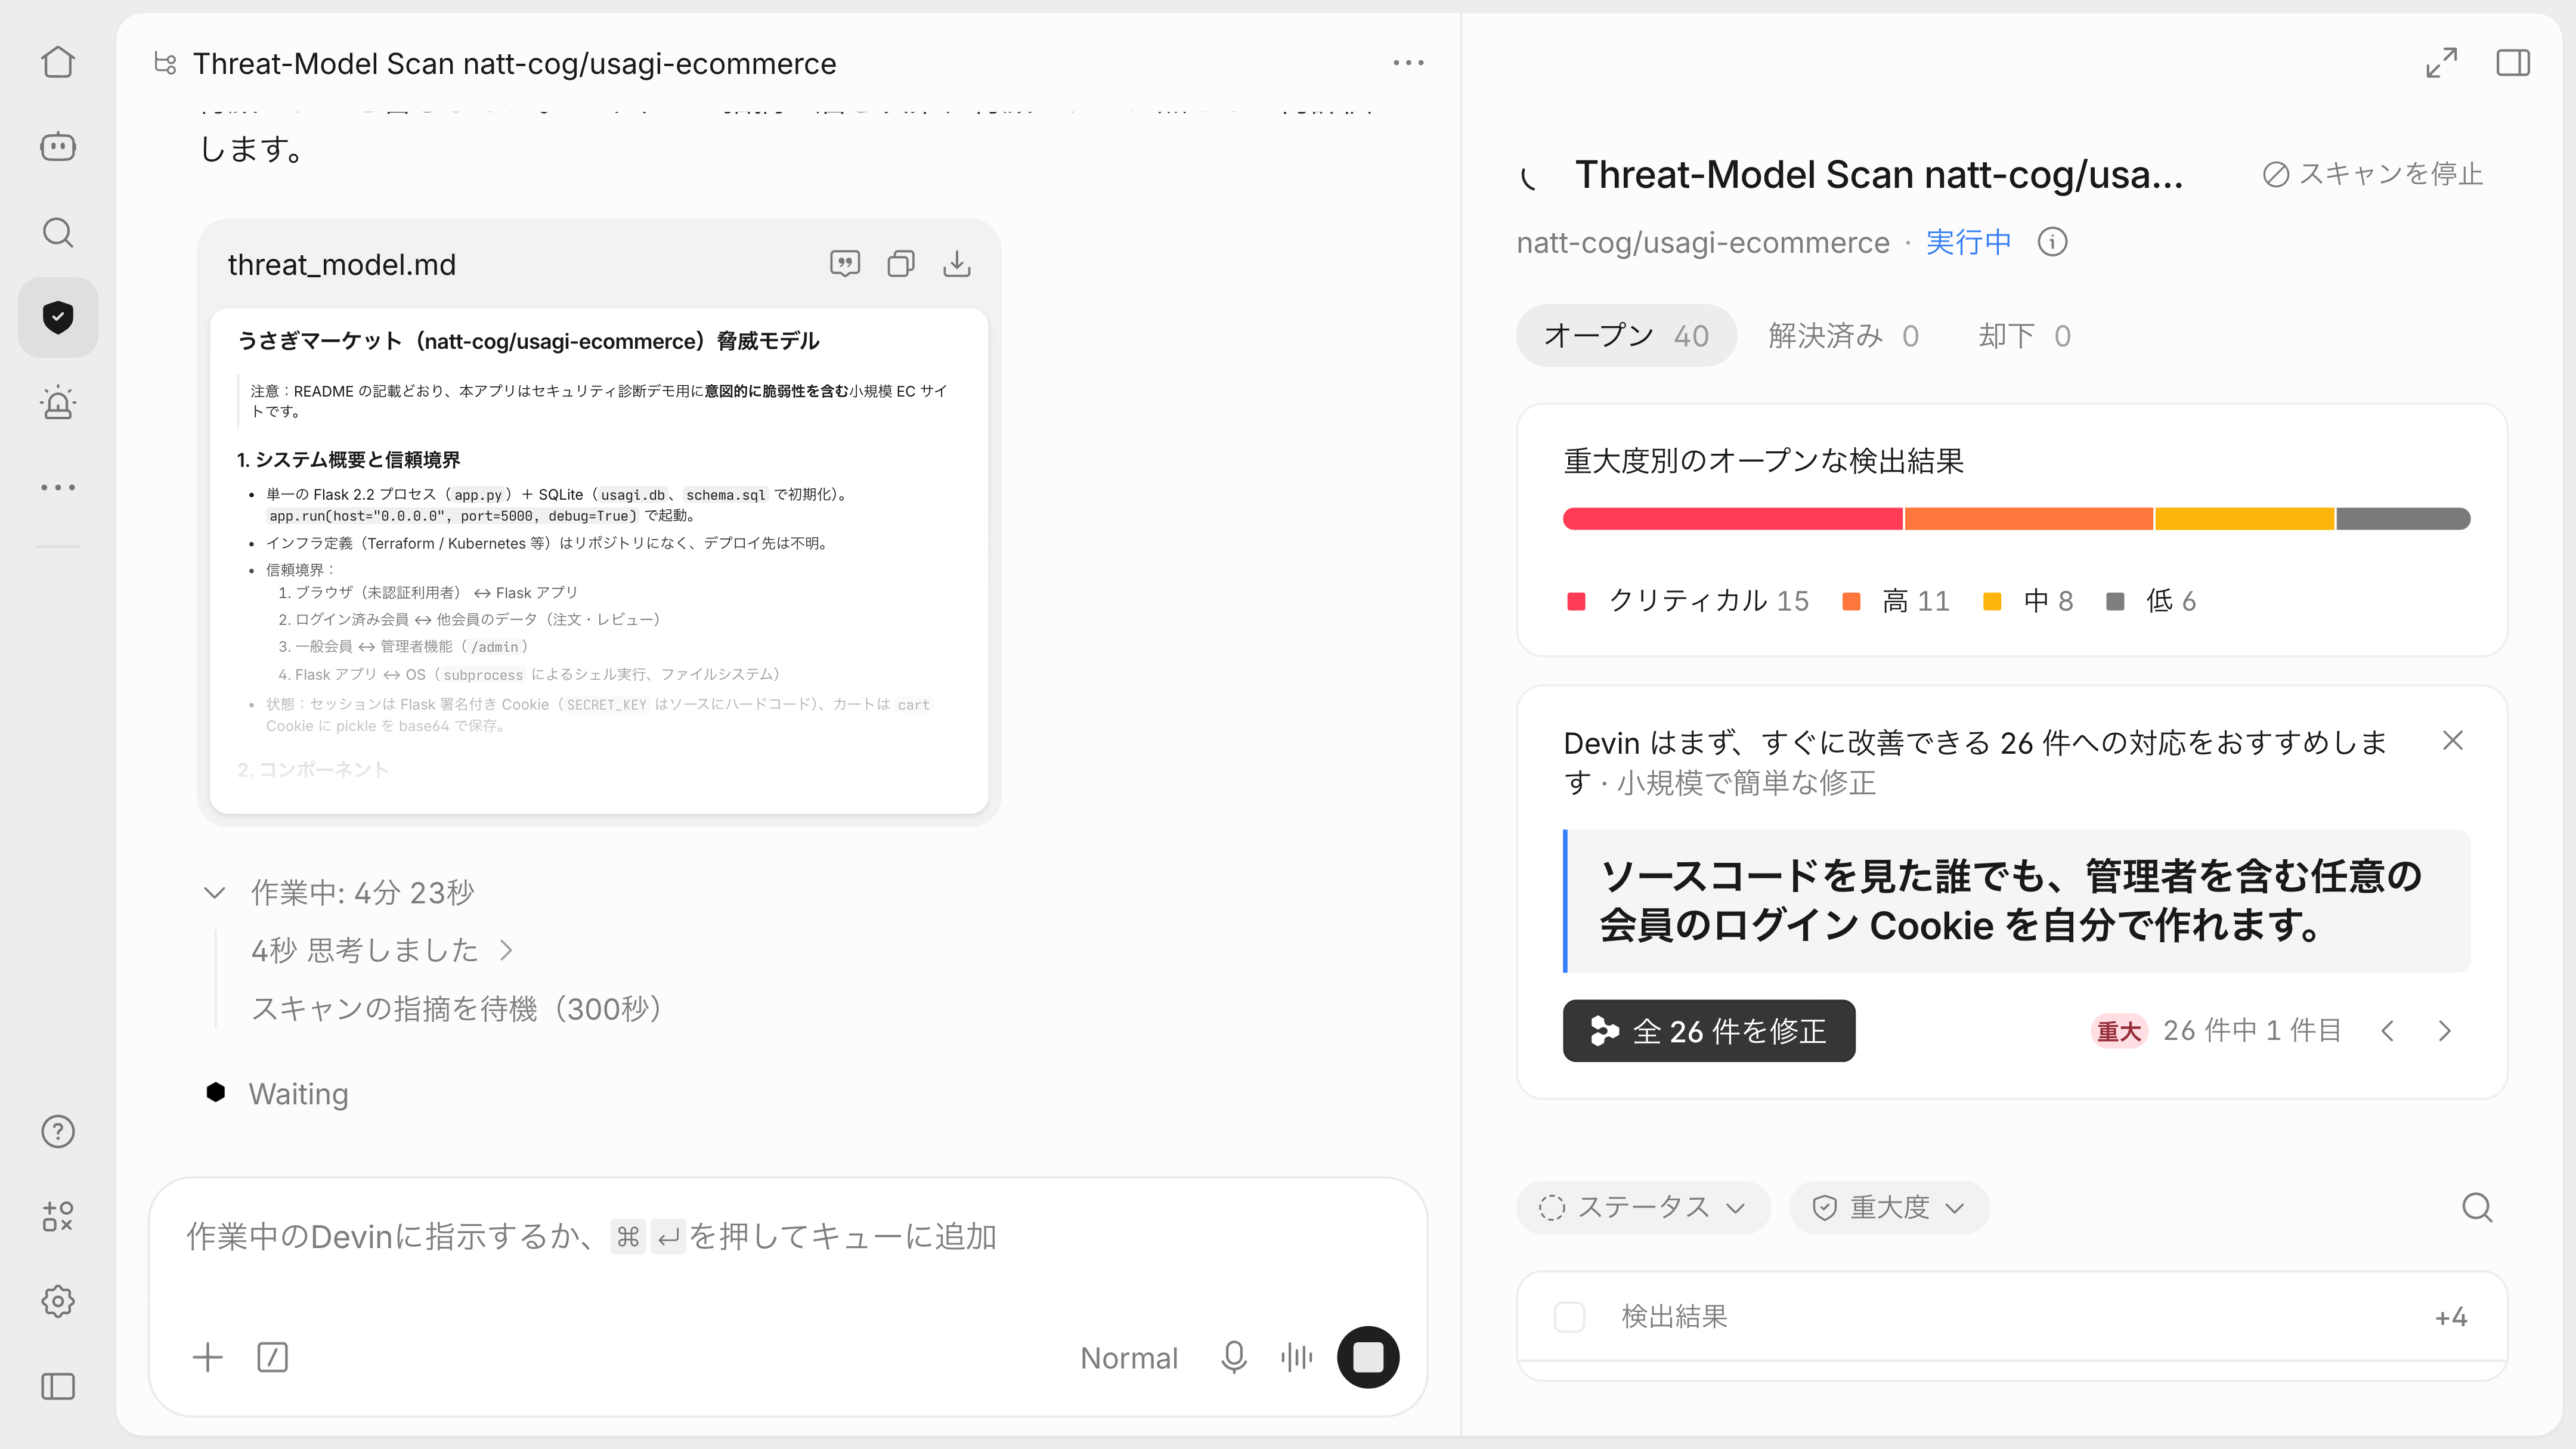 Threat-Model Scan natt-cog/usagi-ecommerce
します。
threat_model.md
うさぎマーケット（natt-cog/usagi-ecommerce）脅威モデル
注意：README の記載どおり、本アプリはセキュリティ診断デモ用に意図的に脆弱性を含む小規模 EC サイ
トです。
1. システム概要と信頼境界
• 単一の Flask 2.2 プロセス（app.py）＋ SQLite（usagi.db、schema.sql で初期化）。
app.run(host="0.0.0.0", port=5000, debug=True) で起動。
• インフラ定義（Terraform / Kubernetes 等）はリポジトリになく、デプロイ先は不明。
• 信頼境界：
1. ブラウザ（未認証利用者） ↔ Flask アプリ
2. ログイン済み会員 ↔ 他会員のデータ（注文・レビュー）
3. 一般会員 ↔ 管理者機能（/admin）
4. Flask アプリ ↔ OS（subprocess によるシェル実行、ファイルシステム）
• 状態：セッションは Flask 署名付き Cookie（SECRET_KEY はソースにハードコード）、カートは cart
Cookie に pickle を base64 で保存。
2. コンポーネント
作業中: 4分 23秒
4秒 思考しました
スキャンの指摘を待機（300秒）
Waiting
作業中のDevinに指示するか、⌘ ↵ を押してキューに追加
Normal
Threat-Model Scan natt-cog/usa...
スキャンを停止
natt-cog/usagi-ecommerce · 実行中
オープン 40 解決済み 0 却下 0
重大度別のオープンな検出結果
クリティカル 15 高 11 中 8 低 6
Devin はまず、すぐに改善できる 26 件への対応をおすすめしま
す · 小規模で簡単な修正
ソースコードを見た誰でも、管理者を含む任意の
会員のログイン Cookie を自分で作れます。
全 26 件を修正
重大 26 件中 1 件目
ステータス 重大度
検出結果 +4